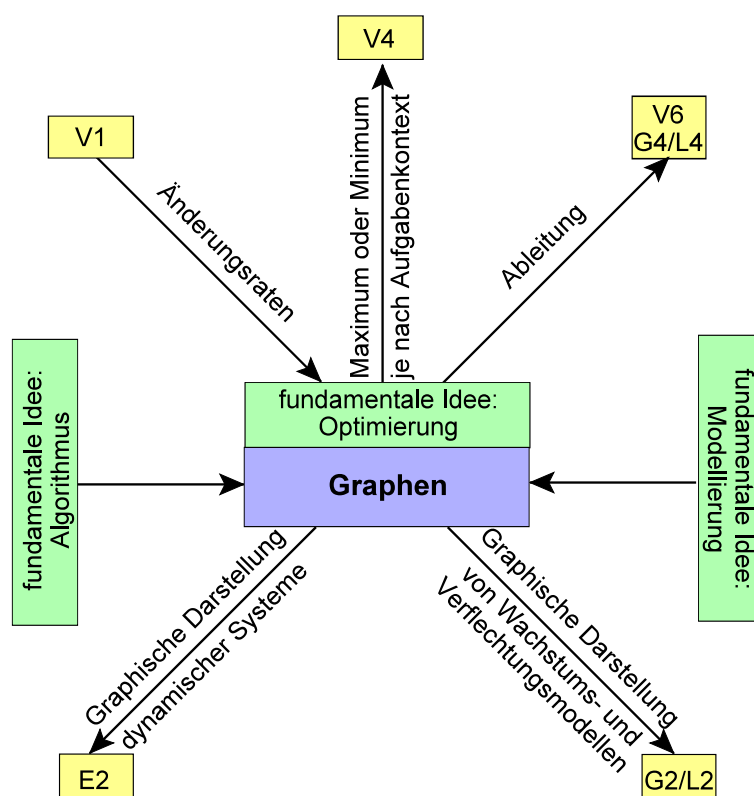 V4
V1
V6
G4/L4
Änderungsraten
Maximum oder Minimum
je nach Aufgabenkontext
Ableitung
fundamentale Idee:
Algorithmus
fundamentale Idee:
Optimierung
Graphen
fundamentale Idee:
Modellierung
Graphische Darstellung
dynamischer Systeme
Graphische Darstellung
von Wachstums- und
Verflechtungsmodellen
E2
G2/L2